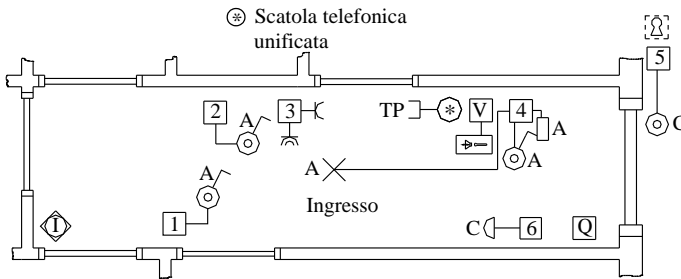 * Scatola telefonica
unificata
5
2
A
3
TP
*
V
4
A
A
C
A
A
Ingresso
1
I
C
6
Q